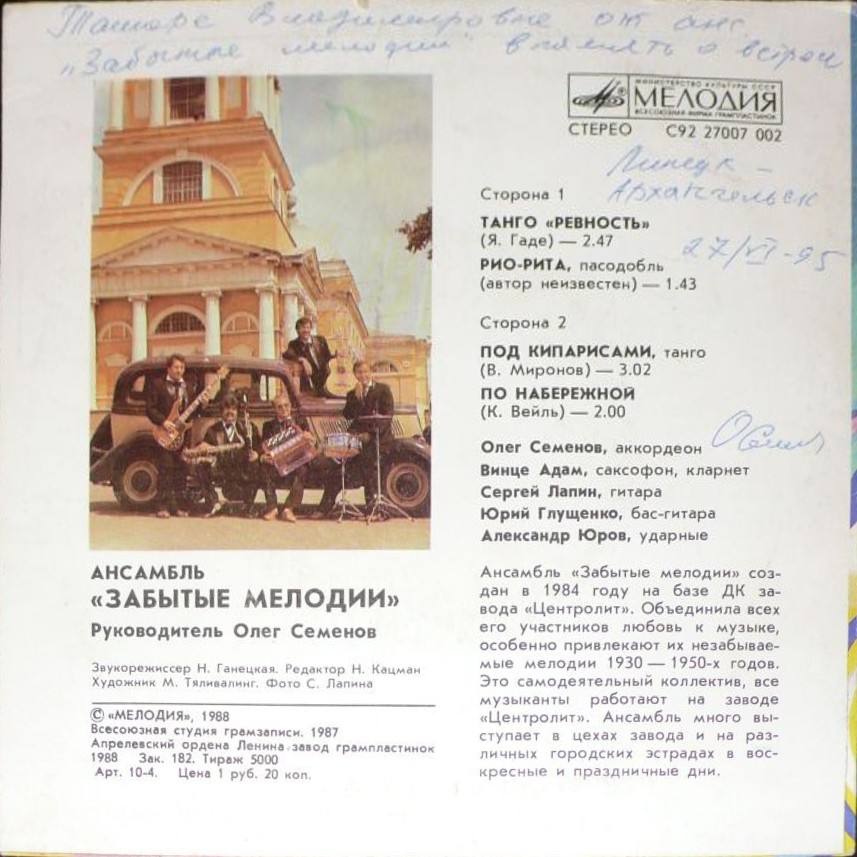 Тамаре Владимировне от анс.
"Забытые мелодии" в память о встрече
МИНИСТЕРСТВО КУЛЬТУРЫ СССР
МЕЛОДИЯ
ВСЕСОЮЗНАЯ ФИРМА ГРАМПЛАСТИНОК
СТЕРЕО С92 27007 002
Липецк –
Архангельск
27/VI-95
Сторона 1
ТАНГО «РЕВНОСТЬ»
(Я. Гаде) — 2.47
РИО-РИТА, пасодобль
(автор неизвестен) — 1.43
Сторона 2
ПОД КИПАРИСАМИ, танго
(В. Миронов) — 3.02
ПО НАБЕРЕЖНОЙ
(К. Вейль) — 2.00
Олег Семенов, аккордеон
Винце Адам, саксофон, кларнет
Сергей Лапин, гитара
Юрий Глущенко, бас-гитара
Александр Юров, ударные
АНСАМБЛЬ
«ЗАБЫТЫЕ МЕЛОДИИ»
Руководитель Олег Семенов
Звукорежиссер Н. Ганецкая. Редактор Н. Кацман
Художник М. Тяливалинг. Фото С. Лапина
© «МЕЛОДИЯ», 1988
Всесоюзная студия грамзаписи. 1987
Апрелевский ордена Ленина завод грампластинок
1988 Зак. 182. Тираж 5000
Арт. 10-4. Цена 1 руб. 20 коп.
Ансамбль «Забытые мелодии» соз-
дан в 1984 году на базе ДК за-
вода «Центролит». Объединила всех
его участников любовь к музыке,
особенно привлекают их незабывае-
мые мелодии 1930 — 1950-х годов.
Это самодеятельный коллектив, все
музыканты работают на заводе
«Центролит». Ансамбль много вы-
ступает в цехах завода и на раз-
личных городских эстрадах в вос-
кресные и праздничные дни.